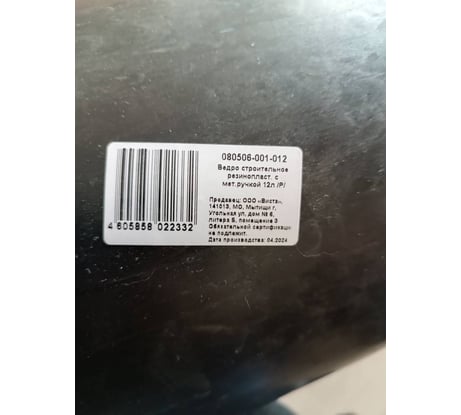 080506-001-012
Ведро строительное
резинопласт. с
мет.ручкой 12л /Р/
Продавец: ООО «Виста»,
141013, МО, Мытищи г,
Угольная ул, дом № 6,
литера Б, помещение 3
Обязательной сертификаци
не подлежит.
Дата производства: 04.2024
4 605858 022332